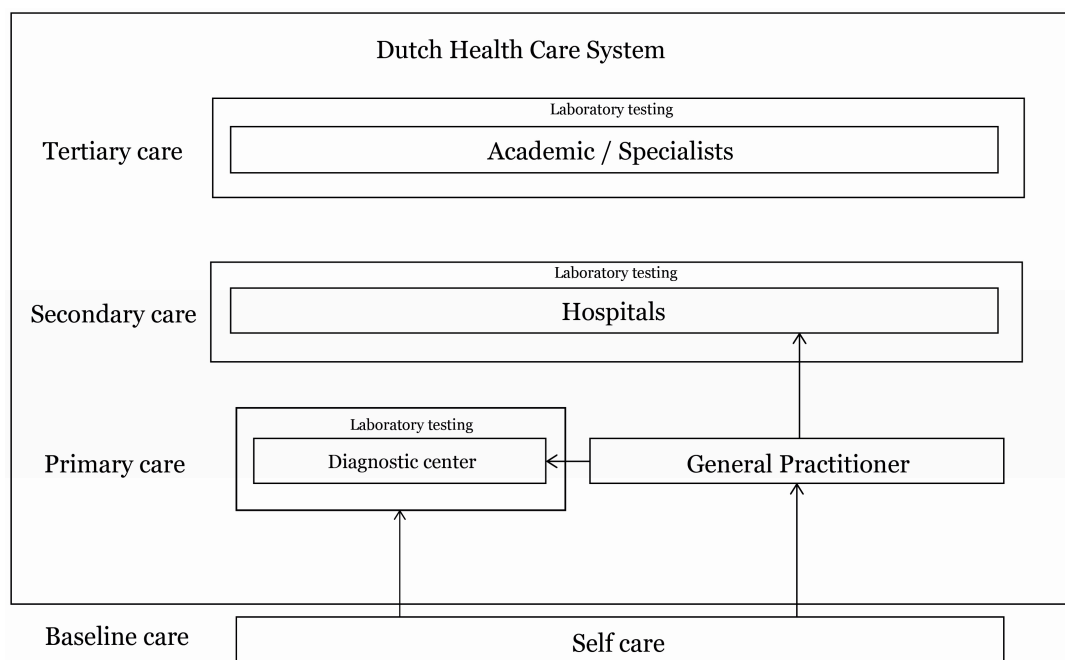 Dutch Health Care System
Laboratory testing
Tertiary care
Academic / Specialists
Laboratory testing
Secondary care
Hospitals
Laboratory testing
Primary care
Diagnostic center
General Practitioner
Baseline care
Self care